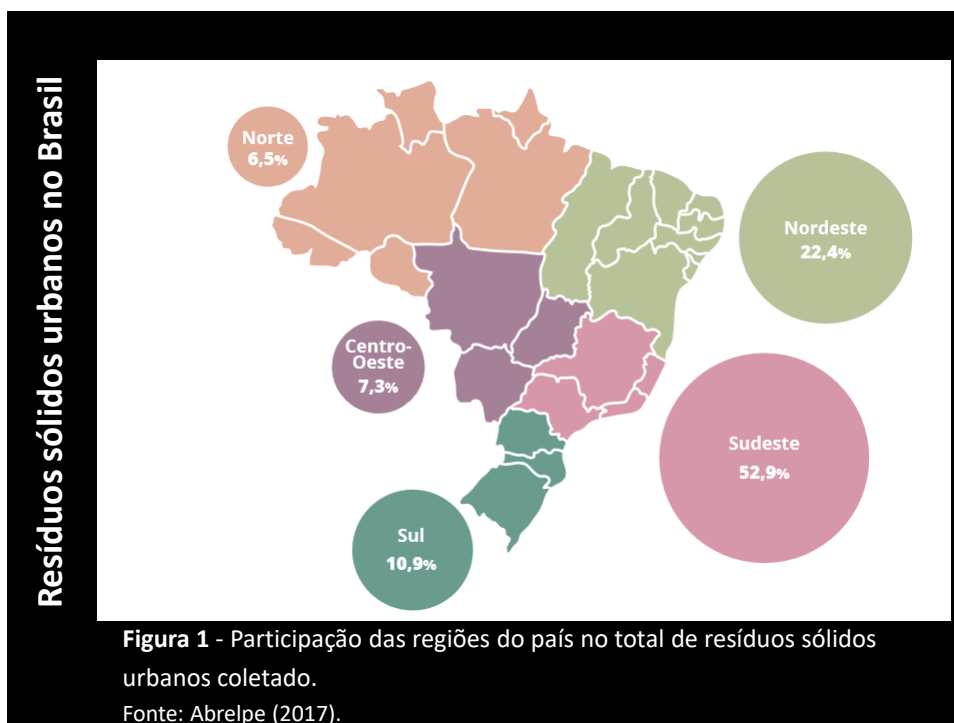 Resíduos sólidos urbanos no Brasil
Norte
6,5%
Nordeste
22,4%
Centro-
Oeste
7,3%
Sudeste
52,9%
Sul
10,9%
Figura 1 - Participação das regiões do país no total de resíduos sólidos
urbanos coletado.
Fonte: Abrelpe (2017).